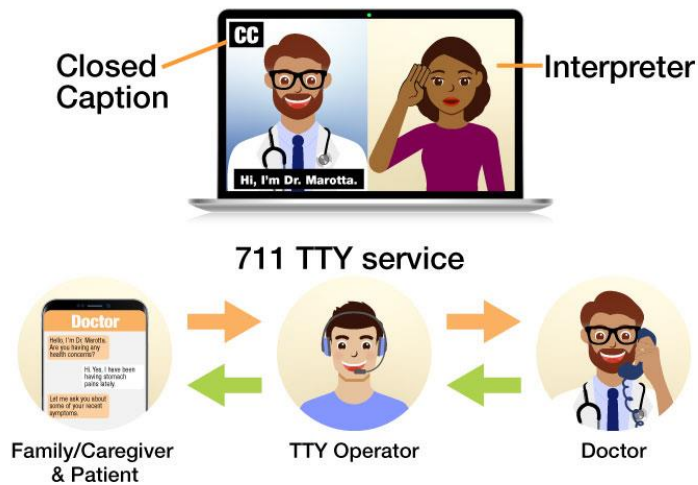 CC
Closed
Caption
Interpreter
Hi, I'm Dr. Marotta.
711 TTY service
Doctor
Hello, I'm Dr. Marotta.
Are you having any
health concerns?
Hi. Yes, I have been
having stomach
pains lately.
Let me ask you about
some of your recent
symptoms.
Family/Caregiver
& Patient
TTY Operator
Doctor